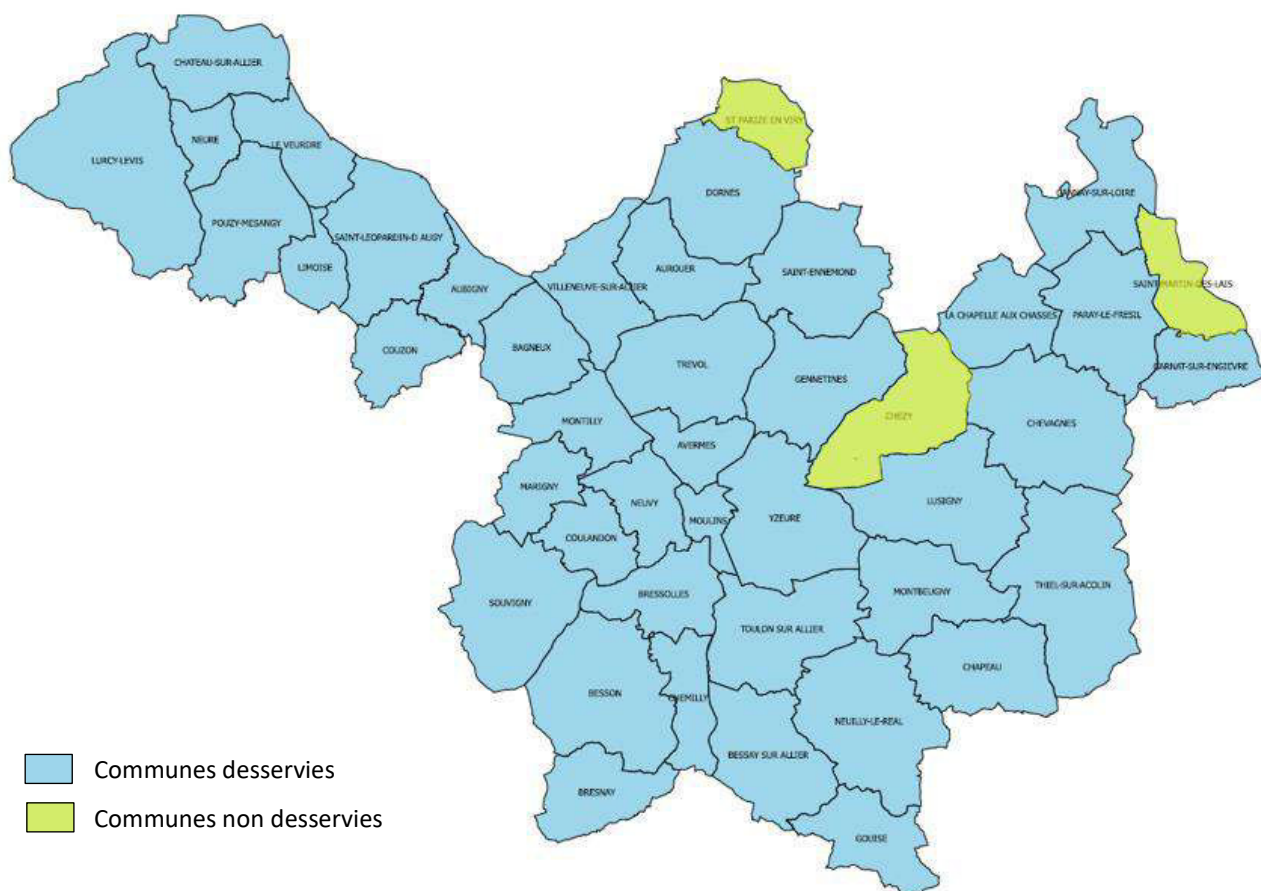 CHATEAU-SUR-ALLIER
ST PARIZE EN VIRY
NEURE
LE VEURDRE
LURCY-LEVIS
DORNES
GANNAY-SUR-LOIRE
POUZY-MESANGY
SAINT-LEOPARDIN-D AUGY
LIMOISE
AUROUER
SAINT-ENNEMOND
AUBIGNY
VILLENEUVE-SUR-ALLIER
SAINT-MARTIN-DES-LAIS
LA CHAPELLE AUX CHASSES
PARAY-LE-FRESIL
COUZON
BAGNEUX
TREVOL
GENNETINES
GARNAT-SUR-ENGIEVRE
CHEZY
MONTILLY
CHEVAGNES
AVERMES
MARIGNY
NEUVY
LUSIGNY
MOULINS
YZEURE
COULANDON
THIEL-SUR-ACOLIN
BRESSOLLES
MONTBEUGNY
SOUVIGNY
TOULON SUR ALLIER
CHAPEAU
BESSON
CHEMILLY
NEUILLY-LE-REAL
BESSAY SUR ALLIER
BRESNAY
GOUISE
Communes desservies
Communes non desservies